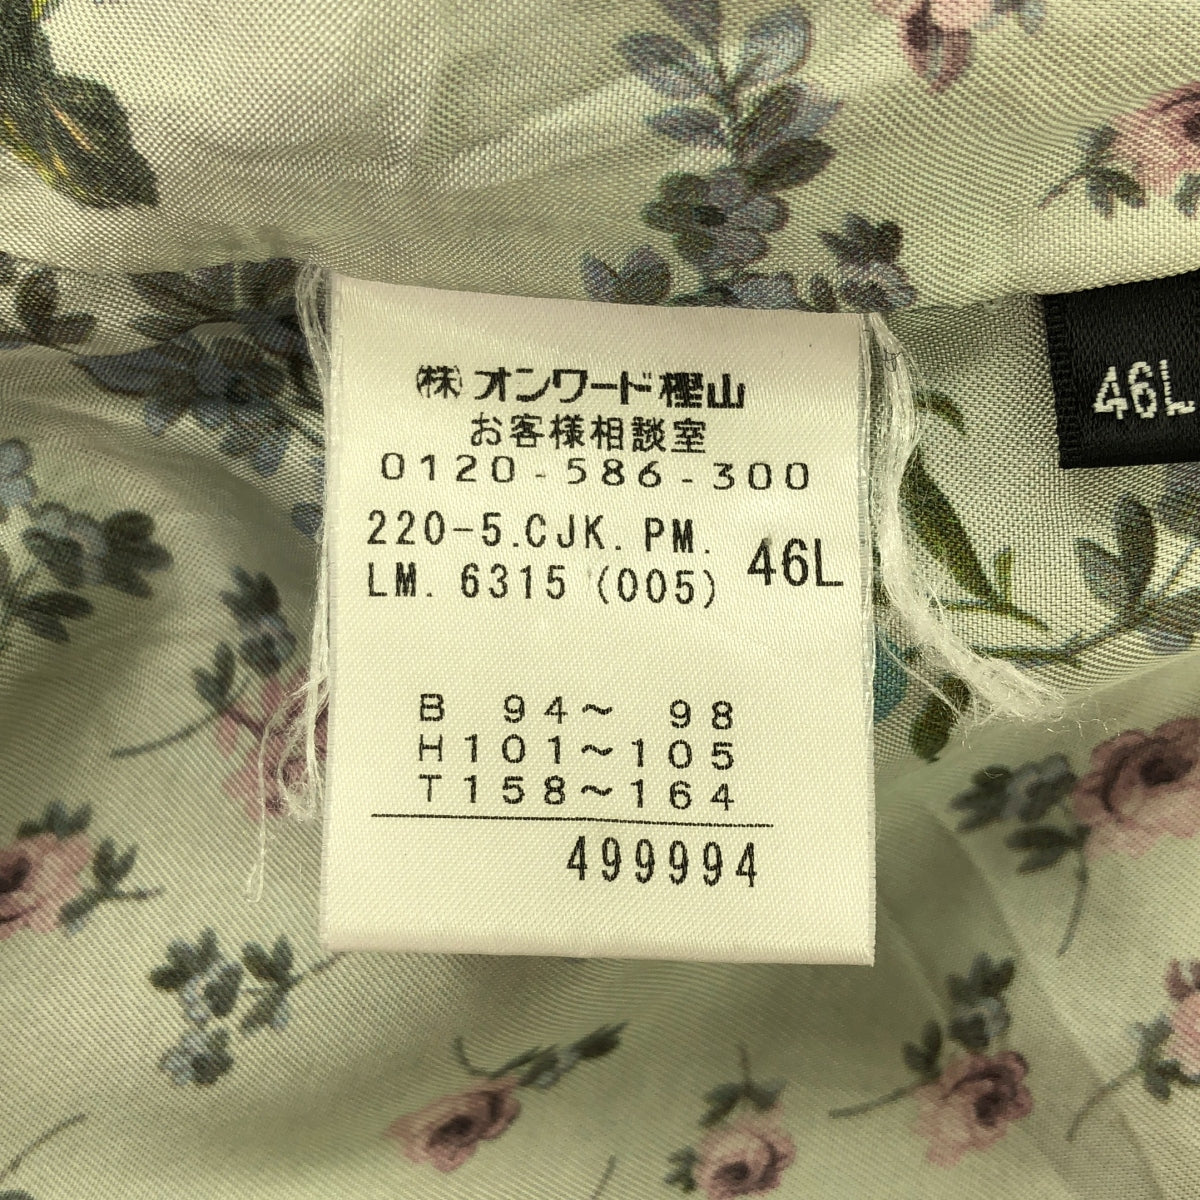 ㈱オンワード樫山
お客様相談室
0120-586-300
220-5.CJK.PM.
LM. 6315 (005) 46L
B 94～ 98
H101～105
T158～164
499994
46L